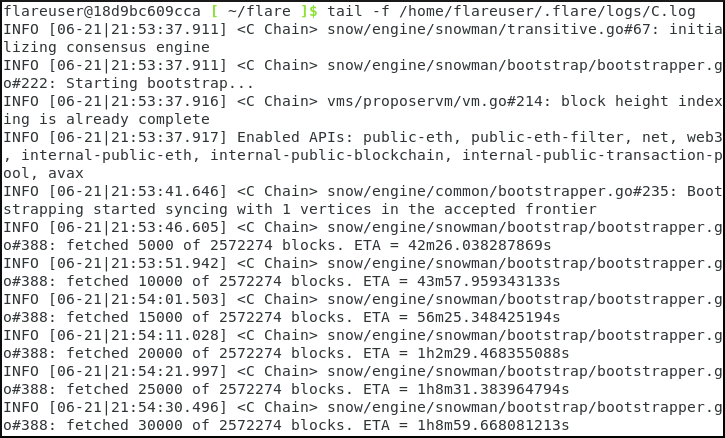 flareuser@18d9bc609cca [ ~/flare ]$ tail -f /home/flareuser/.flare/logs/C.log
INFO [06-21|21:53:37.911] <C Chain> snow/engine/snowman/transitive.go#67: initia
lizing consensus engine
INFO [06-21|21:53:37.911] <C Chain> snow/engine/snowman/bootstrap/bootstrapper.g
o#222: Starting bootstrap...
INFO [06-21|21:53:37.916] <C Chain> vms/proposervm/vm.go#214: block height index
ing is already complete
INFO [06-21|21:53:37.917] Enabled APIs: public-eth, public-eth-filter, net, web3
, internal-public-eth, internal-public-blockchain, internal-public-transaction-p
ool, avax
INFO [06-21|21:53:41.646] <C Chain> snow/engine/common/bootstrapper.go#235: Boot
strapping started syncing with 1 vertices in the accepted frontier
INFO [06-21|21:53:46.605] <C Chain> snow/engine/snowman/bootstrap/bootstrapper.g
o#388: fetched 5000 of 2572274 blocks. ETA = 42m26.038287869s
INFO [06-21|21:53:51.942] <C Chain> snow/engine/snowman/bootstrap/bootstrapper.g
o#388: fetched 10000 of 2572274 blocks. ETA = 43m57.959343133s
INFO [06-21|21:54:01.503] <C Chain> snow/engine/snowman/bootstrap/bootstrapper.g
o#388: fetched 15000 of 2572274 blocks. ETA = 56m25.348425194s
INFO [06-21|21:54:11.028] <C Chain> snow/engine/snowman/bootstrap/bootstrapper.g
o#388: fetched 20000 of 2572274 blocks. ETA = 1h2m29.468355088s
INFO [06-21|21:54:21.997] <C Chain> snow/engine/snowman/bootstrap/bootstrapper.g
o#388: fetched 25000 of 2572274 blocks. ETA = 1h8m31.383964794s
INFO [06-21|21:54:30.496] <C Chain> snow/engine/snowman/bootstrap/bootstrapper.g
o#388: fetched 30000 of 2572274 blocks. ETA = 1h8m59.668081213s